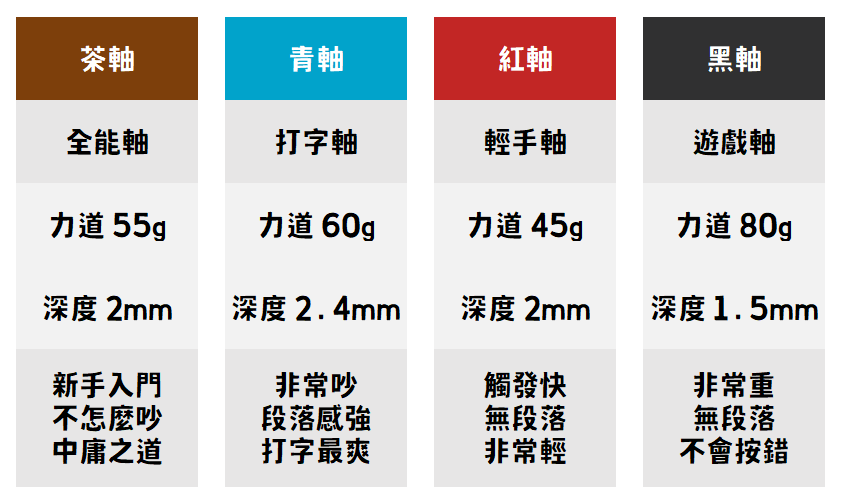 茶軸
全能軸
力道 55g
深度 2mm
新手入門
不怎麼吵
中庸之道
青軸
打字軸
力道 60g
深度 2.4mm
非常吵
段落感強
打字最爽
紅軸
輕手軸
力道 45g
深度 2mm
觸發快
無段落
非常輕
黑軸
遊戲軸
力道 80g
深度 1.5mm
非常重
無段落
不會按錯